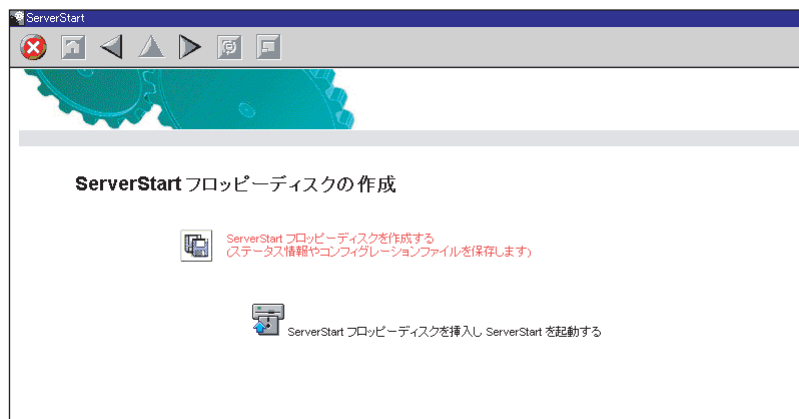 ServerStart
ServerStart フロッピーディスクの作成
ServerStart フロッピーディスクを作成する
(ステータス情報やコンフィグレーションファイルを保存します)
ServerStart フロッピーディスクを挿入し ServerStart を起動する